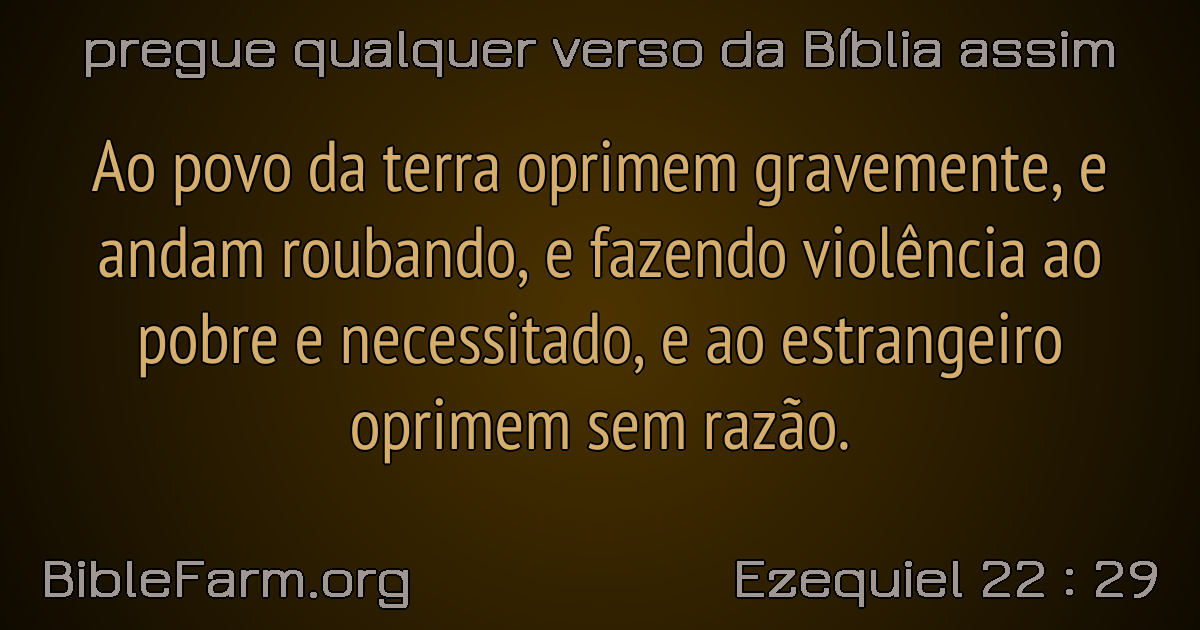 pregue qualquer verso da Bíblia assim
Ao povo da terra oprimem gravemente, e
andam roubando, e fazendo violência ao
pobre e necessitado, e ao estrangeiro
oprimem sem razão.
BibleFarm.org
Ezequiel 22 : 29